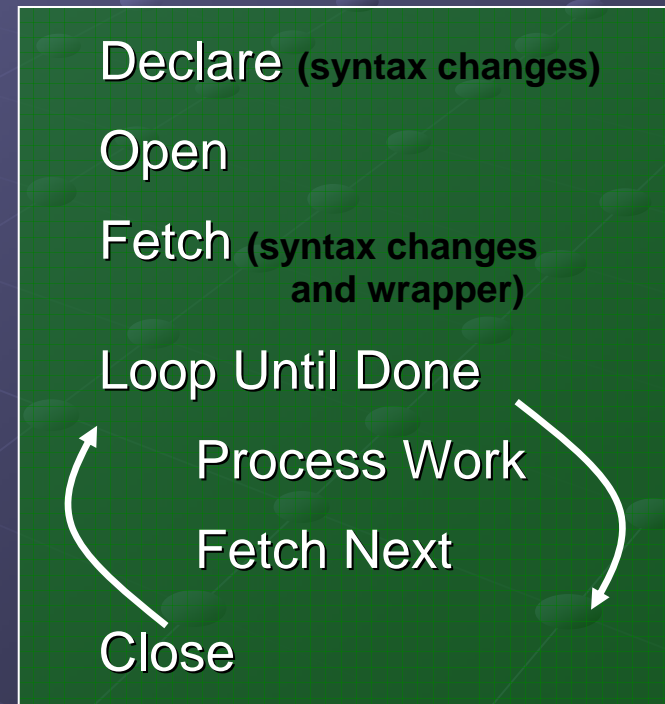 Declare (syntax changes)
Open
Fetch (syntax changes
and wrapper)
Loop Until Done
Process Work
Fetch Next
Close